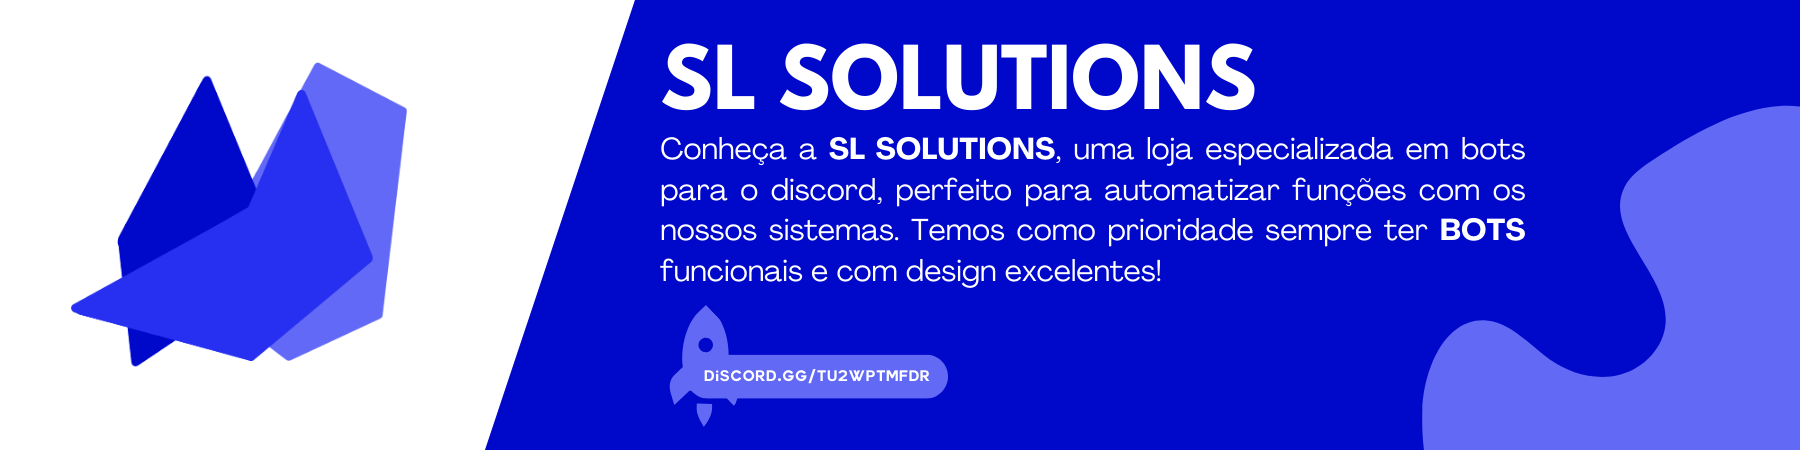 SL SOLUTIONS
Conheça a SL SOLUTIONS, uma loja especializada em bots
para o discord, perfeito para automatizar funções com os
nossos sistemas. Temos como prioridade sempre ter BOTS
funcionais e com design excelentes!
DiSCORD.GG/TU2WPTMFDR